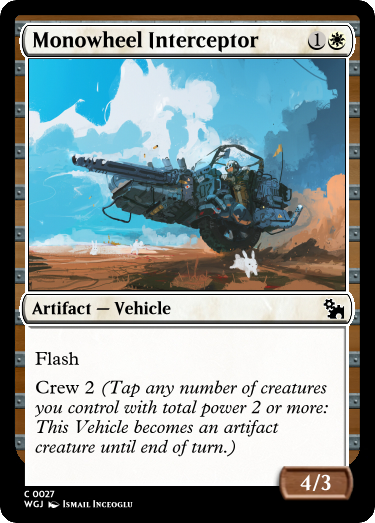 Monowheel Interceptor 1
Artifact — Vehicle
Flash
Crew 2 (Tap any number of creatures
you control with total power 2 or more:
This Vehicle becomes an artifact
creature until end of turn.)
4/3
C 0027
WGJ Ismail Inceoglu